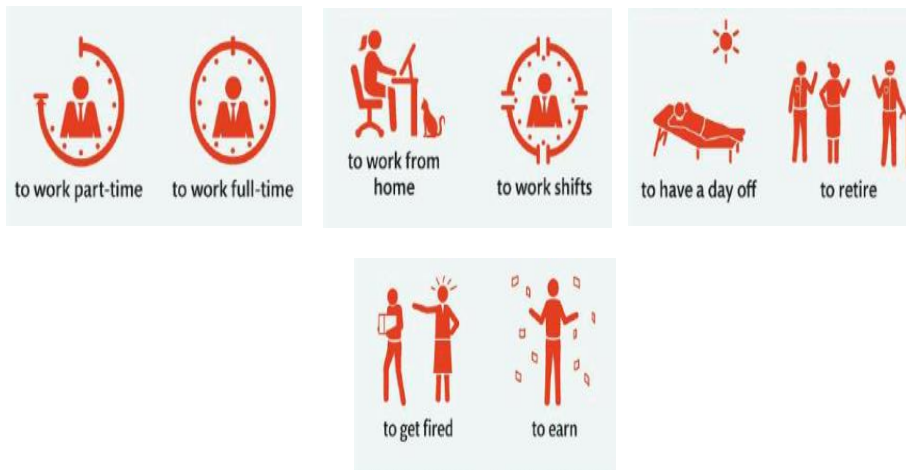 to work part-time
to work full-time
to work from
home
to work shifts
to have a day off
to retire
to get fired
to earn